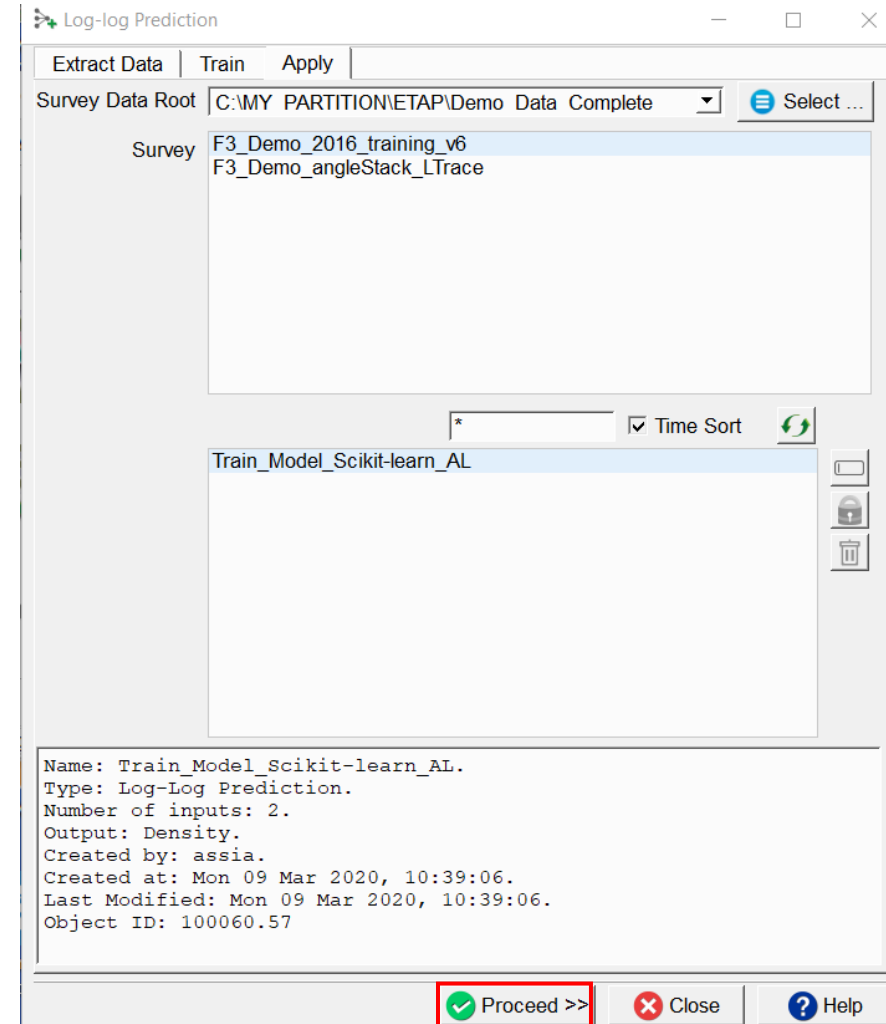 Log-log Prediction
Extract Data Train Apply
Survey Data Root C:\MY PARTITION\ETAP\Demo Data Complete Select ...
Survey F3_Demo_2016_training_v6
F3_Demo_angleStack_LTrace
* Time Sort
Train_Model_Scikit-learn_AL
Name: Train_Model_Scikit-learn_AL.
Type: Log-Log Prediction.
Number of inputs: 2.
Output: Density.
Created by: assia.
Created at: Mon 09 Mar 2020, 10:39:06.
Last Modified: Mon 09 Mar 2020, 10:39:06.
Object ID: 100060.57
Proceed >> Close Help